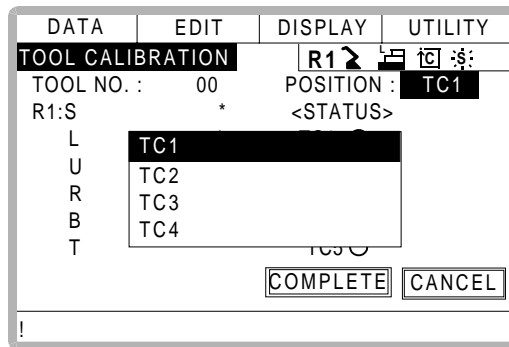 DATA EDIT DISPLAY UTILITY
TOOL CALIBRATION R1 C S
TOOL NO. : 00 POSITION : TC1
R1:S * <STATUS>
L
TC1
U
TC2
R
TC3
B
TC4
T TC5
COMPLETE CANCEL
!